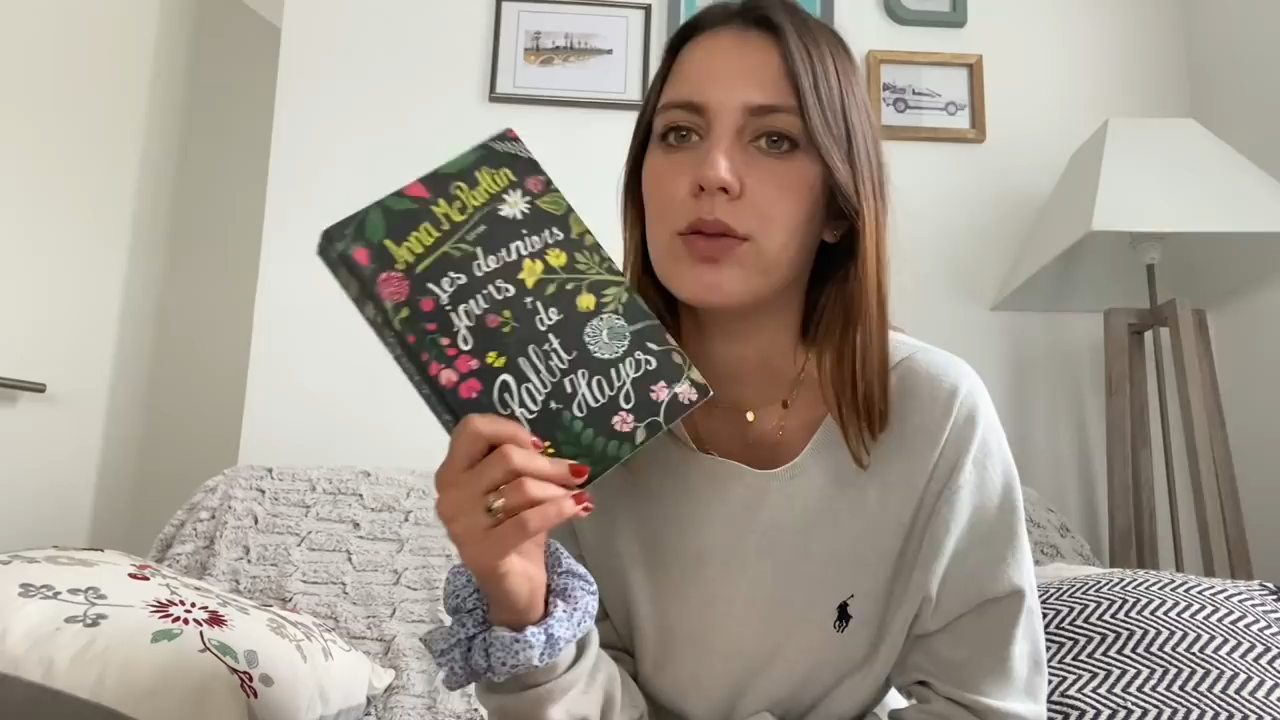 Anna McPartlin
Les derniers
jours
de
Rabbit
Hayes